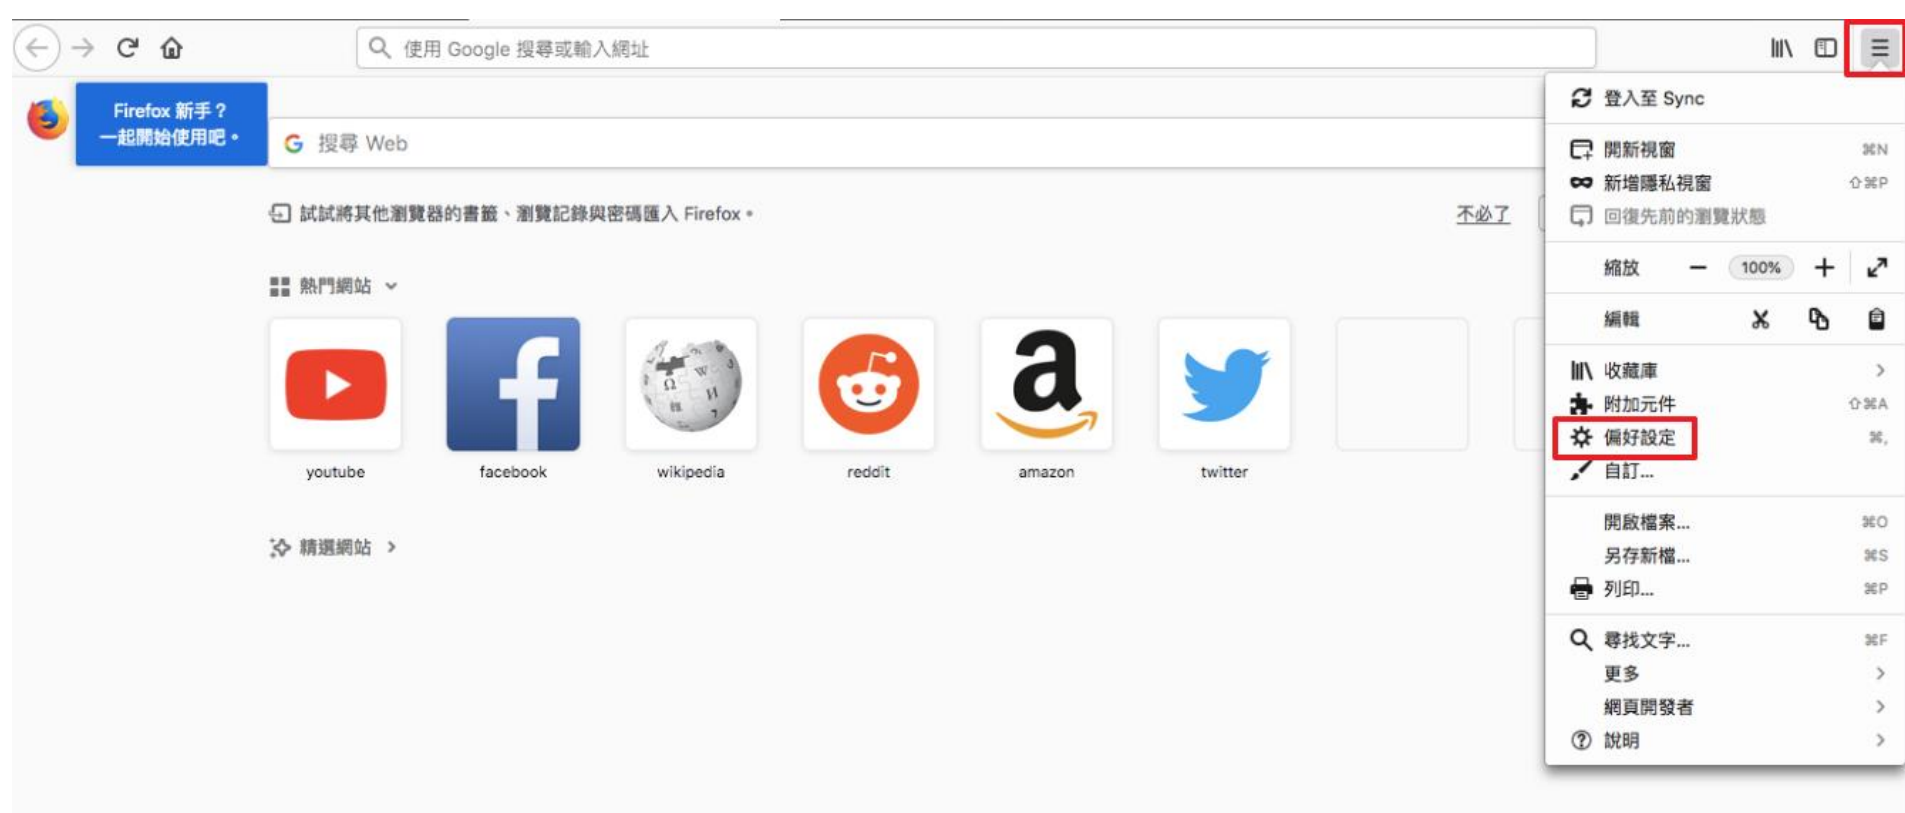 使用 Google 搜尋或輸入網址
Firefox 新手？
一起開始使用吧。
搜尋 Web
試試將其他瀏覽器的書籤、瀏覽記錄與密碼匯入 Firefox。
不必了
熱門網站
youtube
facebook
wikipedia
reddit
amazon
twitter
精選網站
登入至 Sync
開新視窗 ⌘N
新增隱私視窗 ⇧⌘P
回復先前的瀏覽狀態
縮放 − 100% +
編輯
收藏庫
附加元件 ⇧⌘A
偏好設定 ⌘,
自訂...
開啟檔案... ⌘O
另存新檔... ⌘S
列印... ⌘P
尋找文字... ⌘F
更多
網頁開發者
說明